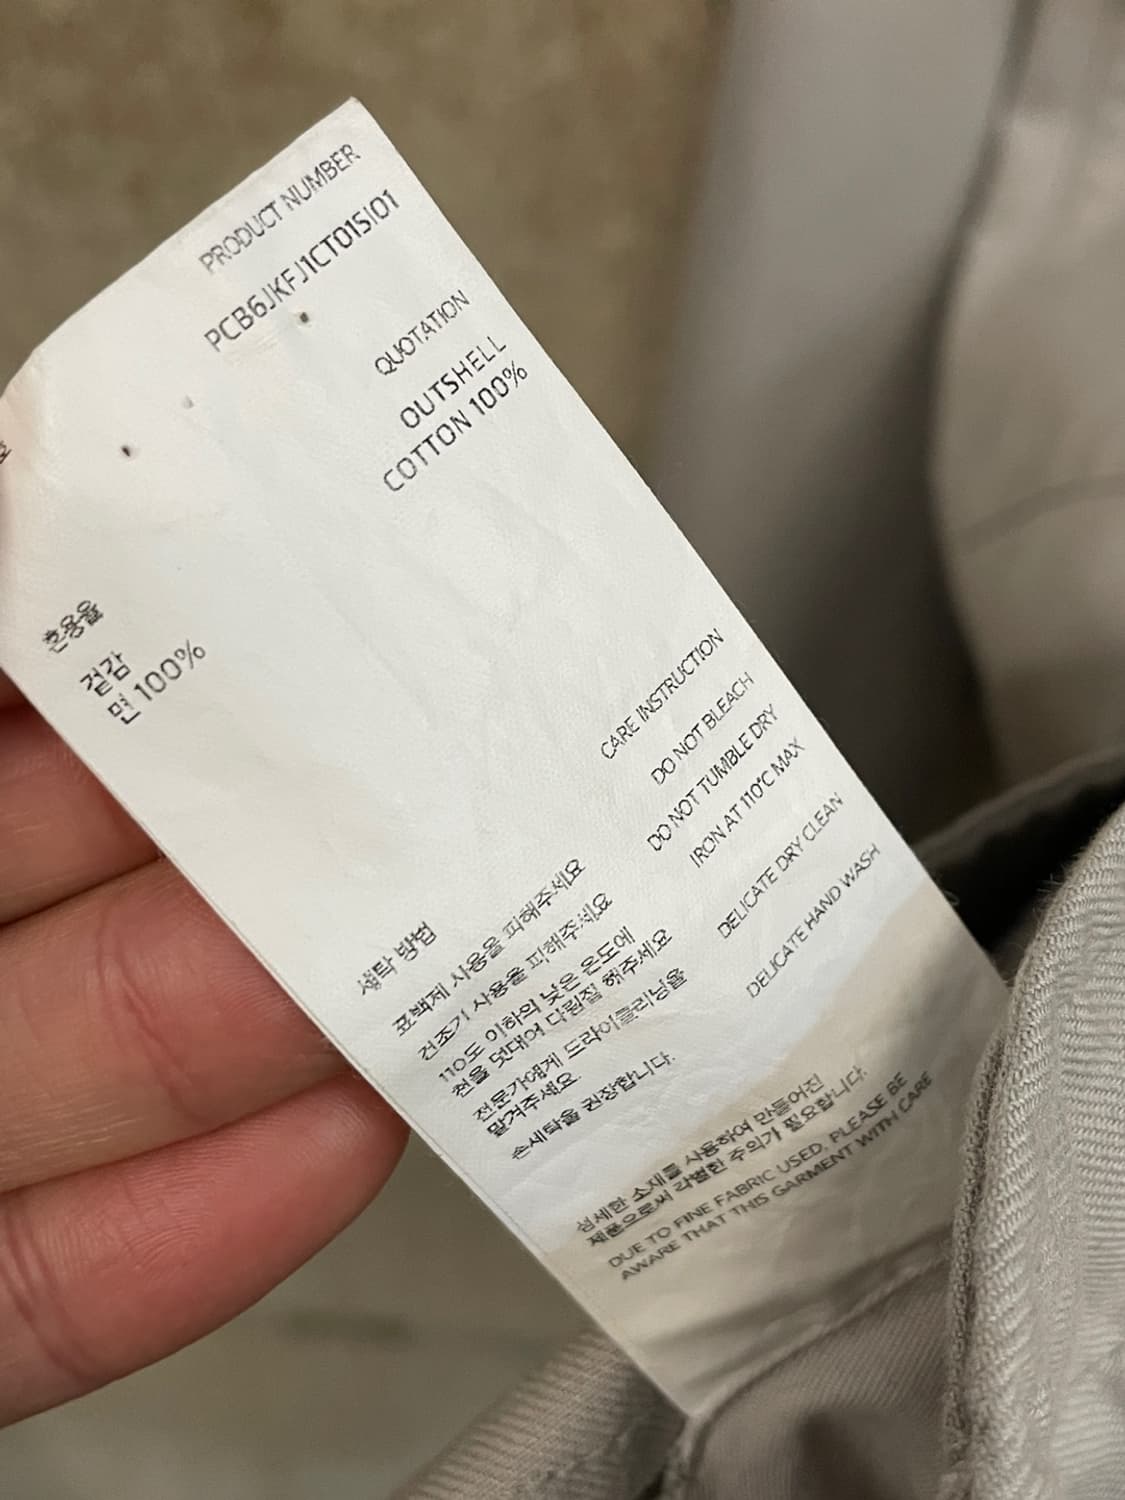 PRODUCT NUMBER
PCB6JKFJ1CT01SI01
QUOTATION
OUTSHELL
COTTON 100%
혼용율
겉감
면 100%
CARE INSTRUCTION
DO NOT BLEACH
DO NOT TUMBLE DRY
IRON AT 110°C MAX
DELICATE DRY CLEAN
DELICATE HAND WASH
세탁 방법
표백제 사용을 피해주세요
건조기 사용을 피해주세요
110도 이하의 낮은 온도에
천을 덧대여 다림질 해주세요
전문가에게 드라이클리닝을
맡겨주세요.
손세탁을 권장합니다.
섬세한 소재를 사용하여 만들어진
제품으로써 각별한 주의가 필요합니다.
DUE TO FINE FABRIC USED, PLEASE BE
AWARE THAT THIS GARMENT WITH CARE